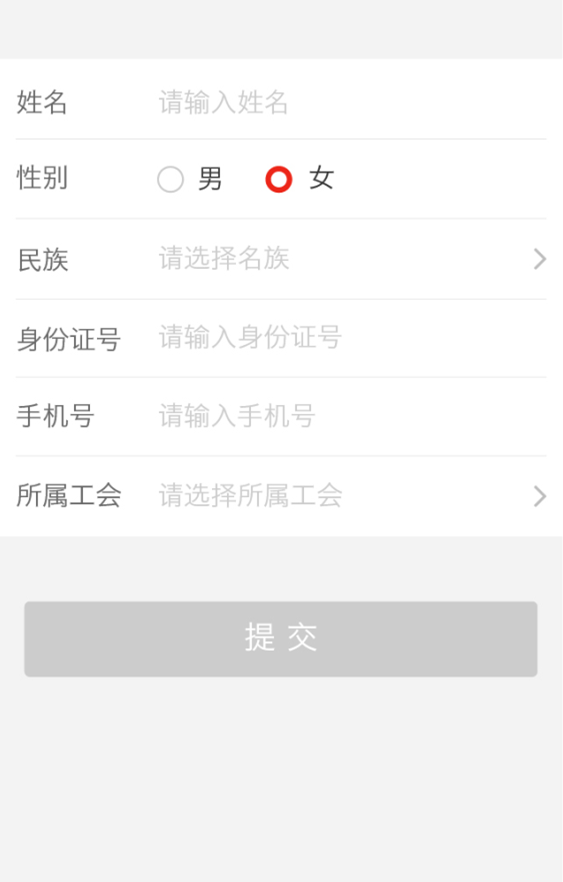 姓名 请输入姓名
性别 男 女
民族 请选择名族
身份证号 请输入身份证号
手机号 请输入手机号
所属工会 请选择所属工会
提交